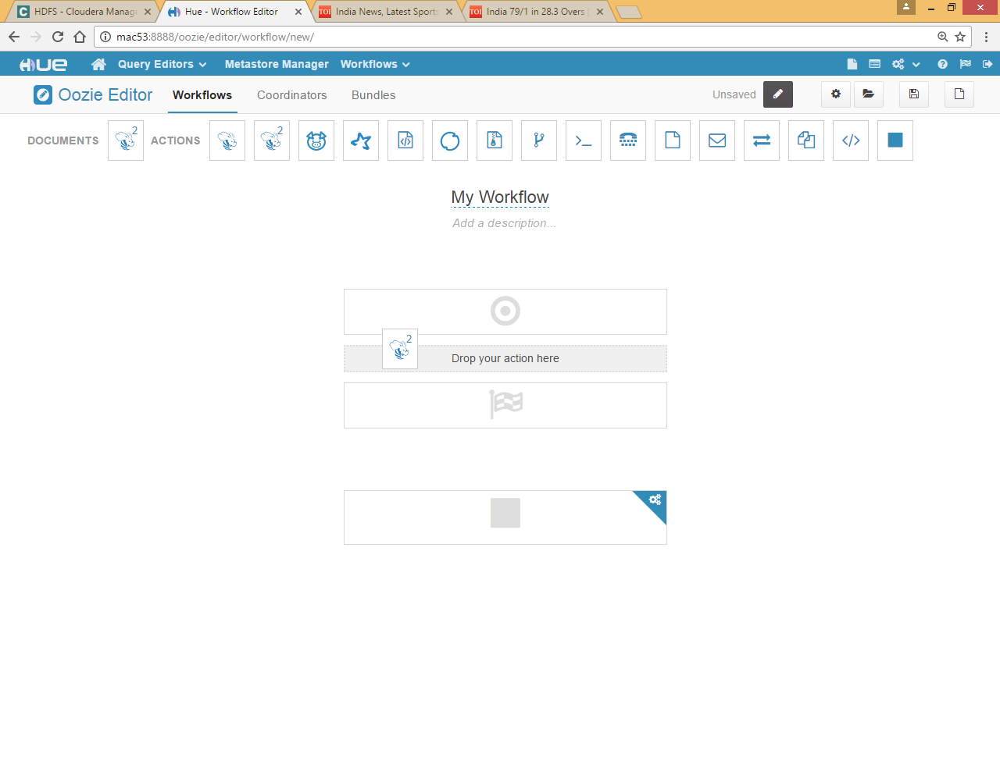 HDFS - Cloudera Manage
Hue - Workflow Editor
TOI India News, Latest Sports
TOI India 79/1 in 28.3 Overs
mac53:8888/oozie/editor/workflow/new/
HUE Query Editors Metastore Manager Workflows
Oozie Editor Workflows Coordinators Bundles Unsaved
DOCUMENTS 2 ACTIONS 2
My Workflow
Add a description...
2
Drop your action here